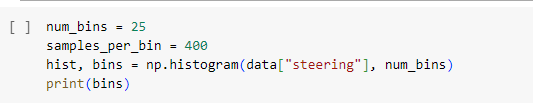 [ ] num_bins = 25
samples_per_bin = 400
hist, bins = np.histogram(data["steering"], num_bins)
print(bins)